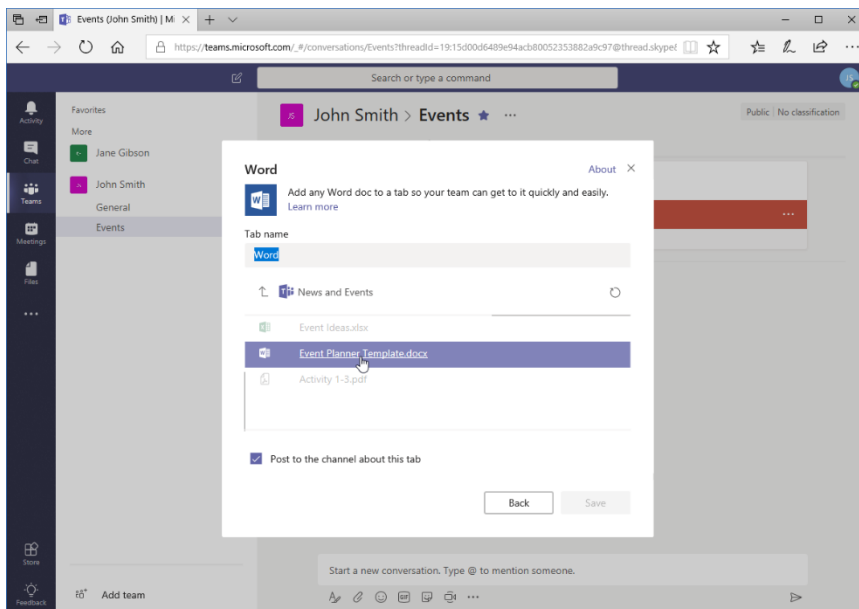 Events (John Smith) | Mi
https://teams.microsoft.com/_#/conversations/Events?threadId=19:15d00d6489e94acb80052353882a9c97@thread.skype&
Search or type a command
JS
Activity
Chat
Teams
Meetings
Files
Store
Feedback
Favorites
More
Jane Gibson
John Smith
General
Events
Add team
John Smith > Events
Public No classification
Word
About
Add any Word doc to a tab so your team can get to it quickly and easily.
Learn more
Tab name
Word
News and Events
Event Ideas.xlsx
Event Planner Template.docx
Activity 1-3.pdf
Post to the channel about this tab
Back
Save
Start a new conversation. Type @ to mention someone.
GIF